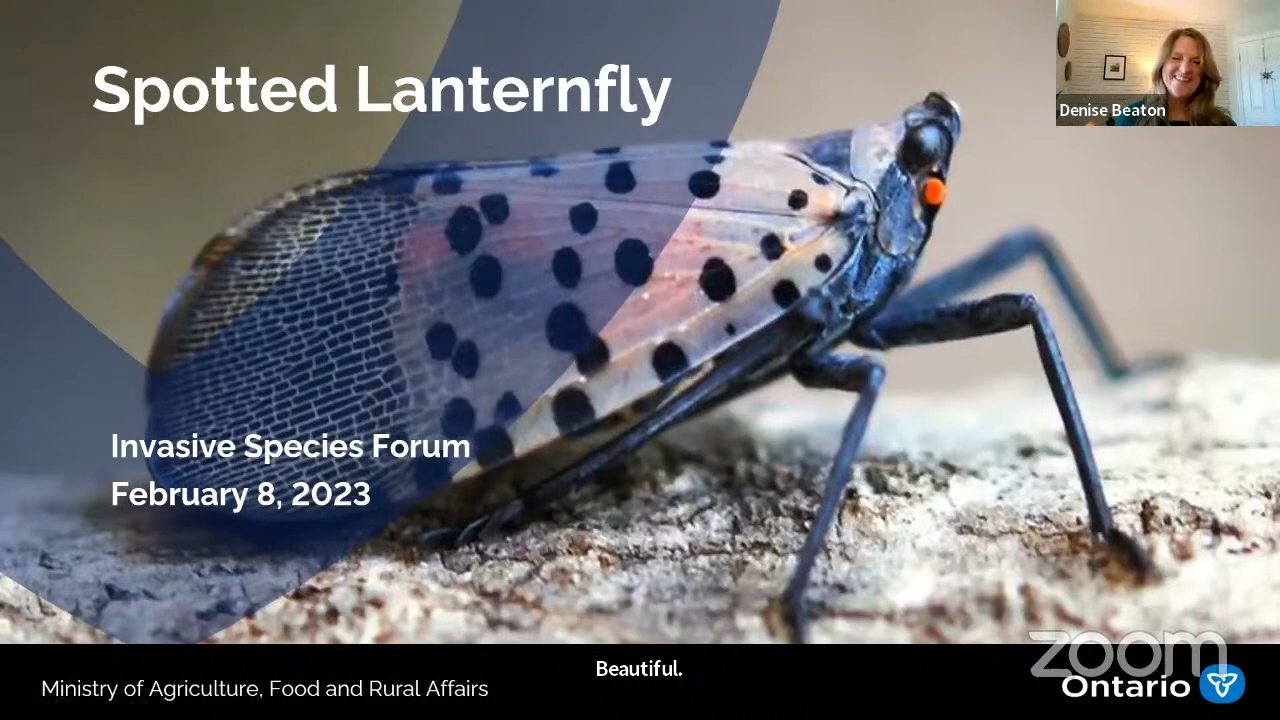 Spotted Lanternfly
Denise Beaton
Invasive Species Forum
February 8, 2023
Beautiful.
Ministry of Agriculture, Food and Rural Affairs
zoom
Ontario